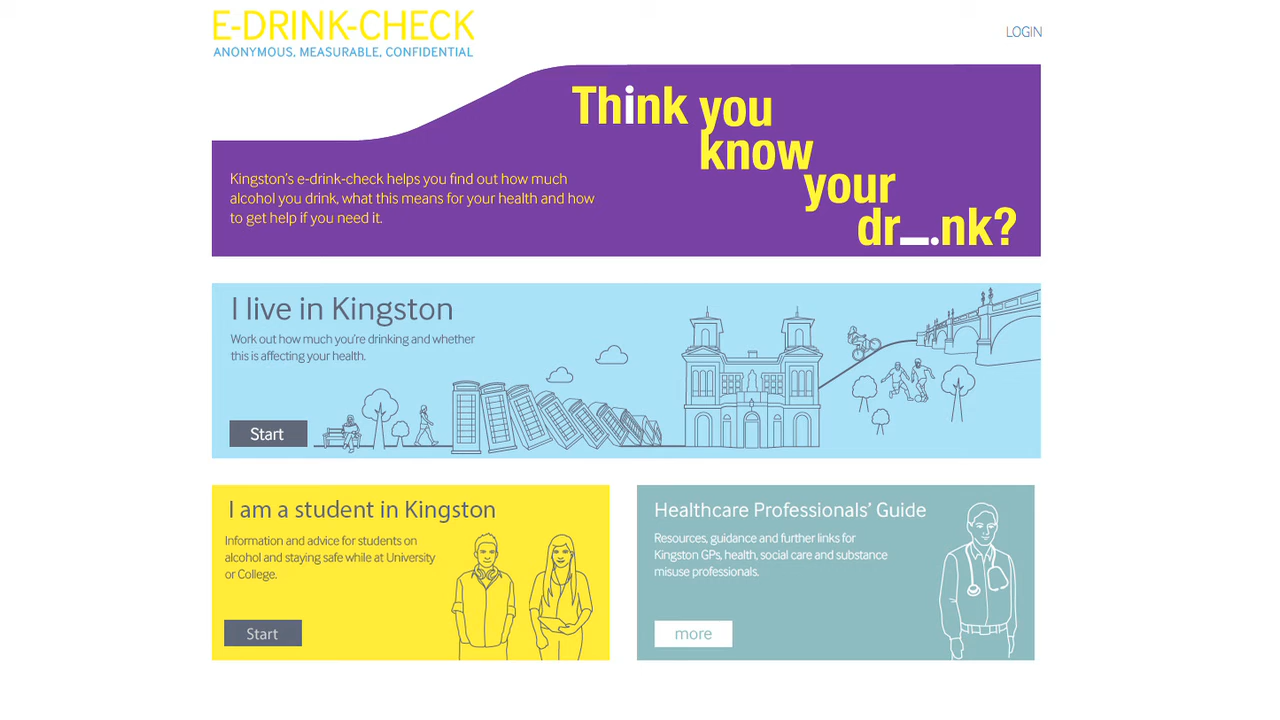 E-DRINK-CHECK
ANONYMOUS, MEASURABLE, CONFIDENTIAL
LOGIN
Think you
know
your
dr_.nk?
Kingston's e-drink-check helps you find out how much
alcohol you drink, what this means for your health and how
to get help if you need it.
I live in Kingston
Work out how much you're drinking and whether
this is affecting your health.
Start
I am a student in Kingston
Information and advice for students on
alcohol and staying safe while at University
or College.
Start
Healthcare Professionals' Guide
Resources, guidance and further links for
Kingston GPs, health, social care and substance
misuse professionals.
more